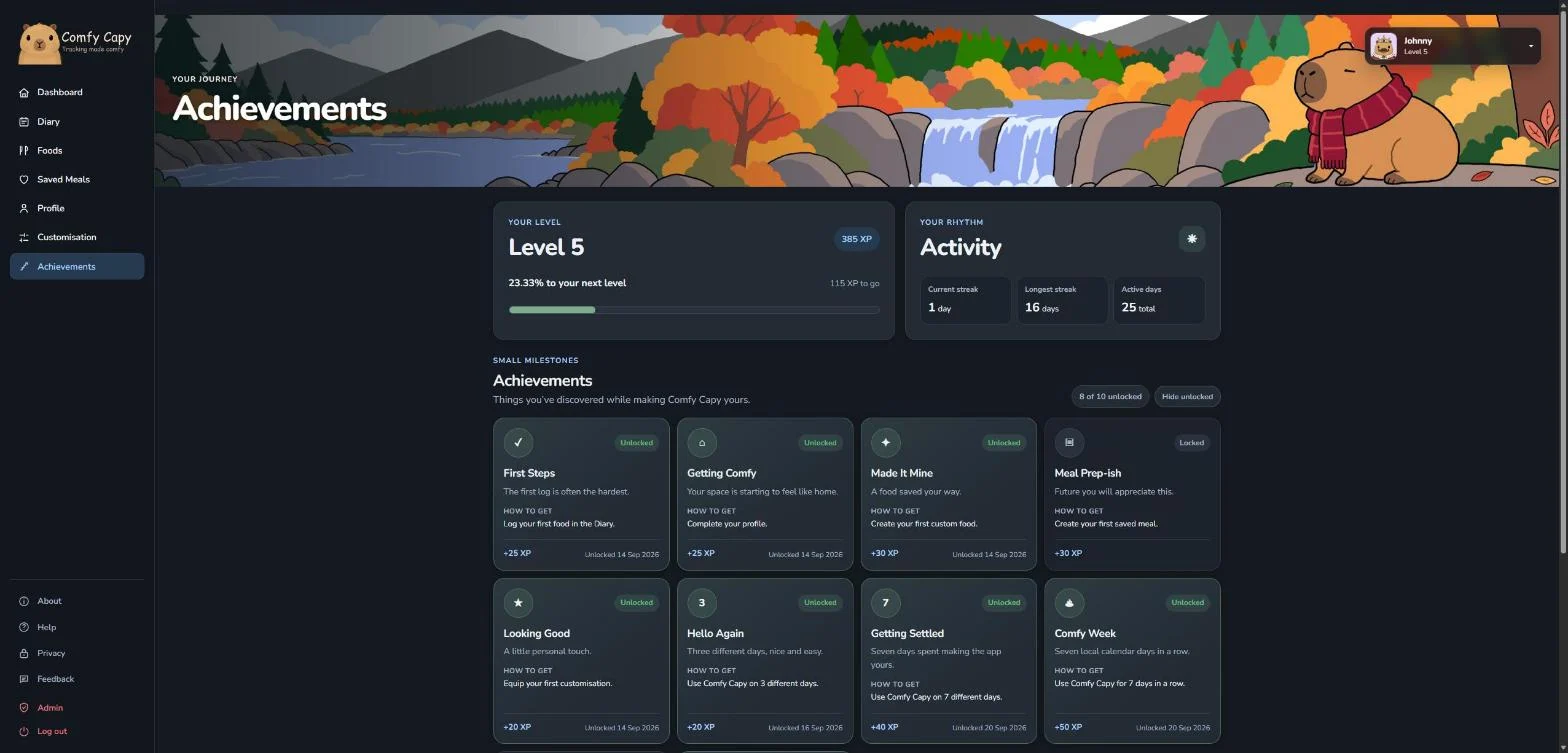 Comfy Capy
Tracking made comfy
Dashboard
Diary
Foods
Saved Meals
Profile
Customisation
Achievements
About
Help
Privacy
Feedback
Admin
Log out
YOUR JOURNEY
Achievements
Johnny
Level 5
YOUR LEVEL
Level 5
385 XP
23.33% to your next level
115 XP to go
YOUR RHYTHM
Activity
Current streak
1 day
Longest streak
16 days
Active days
25 total
SMALL MILESTONES
Achievements
Things you've discovered while making Comfy Capy yours.
8 of 10 unlocked
Hide unlocked
Unlocked
First Steps
The first log is often the hardest.
HOW TO GET
Log your first food in the Diary.
+25 XP
Unlocked 14 Sep 2026
Unlocked
Getting Comfy
Your space is starting to feel like home.
HOW TO GET
Complete your profile.
+25 XP
Unlocked 14 Sep 2026
Unlocked
Made It Mine
A food saved your way.
HOW TO GET
Create your first custom food.
+30 XP
Unlocked 14 Sep 2026
Locked
Meal Prep-ish
Future you will appreciate this.
HOW TO GET
Create your first saved meal.
+30 XP
Unlocked
Looking Good
A little personal touch.
HOW TO GET
Equip your first customisation.
+20 XP
Unlocked 14 Sep 2026
3
Unlocked
Hello Again
Three different days, nice and easy.
HOW TO GET
Use Comfy Capy on 3 different days.
+20 XP
Unlocked 16 Sep 2026
7
Unlocked
Getting Settled
Seven days spent making the app
yours.
HOW TO GET
Use Comfy Capy on 7 different days.
+40 XP
Unlocked 20 Sep 2026
Unlocked
Comfy Week
Seven local calendar days in a row.
HOW TO GET
Use Comfy Capy for 7 days in a row.
+50 XP
Unlocked 20 Sep 2026